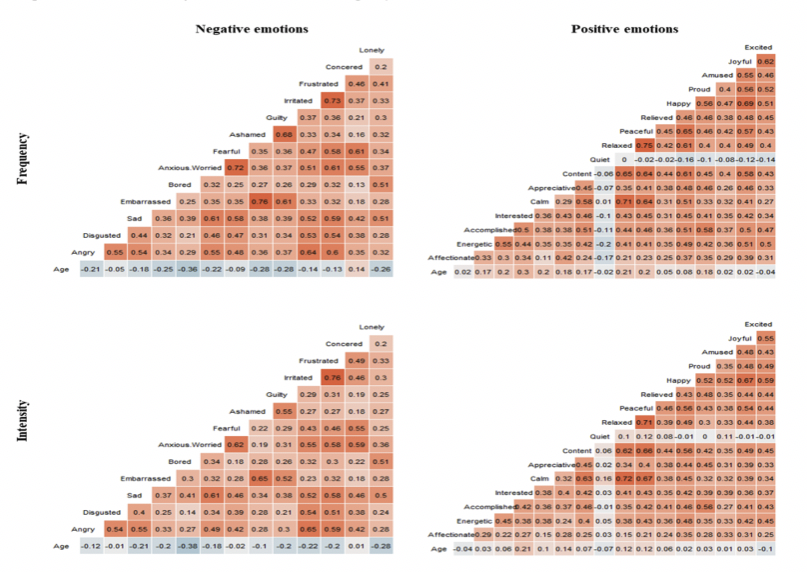 Negative emotions
Frequency
Lonely
Concered 0.2
Frustrated 0.46 0.41
Irritated 0.73 0.37 0.33
Guilty 0.37 0.36 0.21 0.3
Ashamed 0.68 0.33 0.34 0.16 0.32
Fearful 0.35 0.36 0.47 0.58 0.61 0.34
Anxious.Worried 0.72 0.36 0.37 0.51 0.61 0.55 0.37
Bored 0.32 0.25 0.27 0.26 0.29 0.32 0.13 0.51
Embarrassed 0.25 0.35 0.35 0.76 0.61 0.33 0.32 0.18 0.28
Sad 0.36 0.39 0.61 0.58 0.38 0.39 0.52 0.59 0.42 0.51
Disgusted 0.44 0.32 0.21 0.46 0.47 0.31 0.34 0.53 0.54 0.38 0.28
Angry 0.55 0.54 0.34 0.29 0.55 0.48 0.36 0.37 0.64 0.6 0.35 0.32
Age -0.21 -0.05 -0.18 -0.25 -0.36 -0.22 -0.09 -0.28 -0.28 -0.14 -0.13 0.14 -0.26
Positive emotions
Excited
Joyful 0.62
Amused 0.55 0.46
Proud 0.4 0.56 0.52
Happy 0.56 0.47 0.69 0.51
Relieved 0.46 0.46 0.38 0.48 0.45
Peaceful 0.45 0.65 0.46 0.42 0.57 0.43
Relaxed 0.75 0.42 0.61 0.4 0.4 0.49 0.4
Quiet 0 -0.02 -0.02 -0.16 -0.1 -0.08 -0.12 -0.14
Content -0.06 0.65 0.64 0.44 0.61 0.45 0.4 0.58 0.43
Appreciative 0.45 -0.07 0.35 0.41 0.38 0.48 0.46 0.26 0.46 0.33
Calm 0.29 0.58 0.01 0.71 0.64 0.31 0.51 0.33 0.32 0.41 0.27
Interested 0.36 0.43 0.46 -0.1 0.43 0.45 0.31 0.45 0.41 0.35 0.42 0.34
Accomplished 0.5 0.38 0.38 0.51 -0.11 0.44 0.46 0.36 0.51 0.58 0.37 0.5 0.47
Energetic 0.55 0.44 0.35 0.35 0.42 -0.2 0.41 0.41 0.35 0.49 0.42 0.36 0.51 0.5
Affectionate 0.33 0.3 0.34 0.11 0.42 0.24 -0.17 0.21 0.23 0.25 0.37 0.35 0.29 0.39 0.31
Age 0.02 0.17 0.2 0.3 0.2 0.18 0.17 -0.02 0.21 0.2 0.05 0.08 0.18 0.02 0.02 -0.04
Intensity
Lonely
Concered 0.2
Frustrated 0.49 0.33
Irritated 0.76 0.46 0.3
Guilty 0.29 0.31 0.19 0.25
Ashamed 0.55 0.27 0.27 0.18 0.27
Fearful 0.22 0.29 0.43 0.46 0.55 0.25
Anxious.Worried 0.62 0.19 0.31 0.55 0.58 0.59 0.36
Bored 0.34 0.18 0.28 0.26 0.32 0.3 0.22 0.51
Embarrassed 0.3 0.32 0.28 0.65 0.52 0.23 0.32 0.18 0.28
Sad 0.37 0.41 0.61 0.46 0.34 0.38 0.52 0.58 0.46 0.5
Disgusted 0.4 0.25 0.14 0.34 0.39 0.28 0.21 0.54 0.51 0.38 0.24
Angry 0.54 0.55 0.33 0.27 0.49 0.42 0.28 0.3 0.65 0.59 0.42 0.28
Age -0.12 -0.01 -0.21 -0.2 -0.38 -0.18 -0.02 -0.1 -0.2 -0.22 -0.2 0.01 -0.28
Excited
Joyful 0.55
Amused 0.48 0.43
Proud 0.35 0.48 0.49
Happy 0.52 0.52 0.67 0.59
Relieved 0.43 0.48 0.35 0.44 0.44
Peaceful 0.46 0.56 0.43 0.38 0.54 0.44
Relaxed 0.71 0.39 0.49 0.3 0.33 0.44 0.38
Quiet 0.1 0.12 0.08 -0.01 0 0.11 -0.01 -0.01
Content 0.06 0.62 0.66 0.44 0.56 0.42 0.35 0.49 0.45
Appreciative 0.45 0.02 0.34 0.4 0.38 0.44 0.45 0.31 0.39 0.33
Calm 0.32 0.63 0.16 0.72 0.67 0.38 0.45 0.32 0.32 0.39 0.34
Interested 0.38 0.4 0.42 0.03 0.41 0.43 0.35 0.42 0.39 0.39 0.36 0.37
Accomplished 0.42 0.36 0.37 0.46 -0.01 0.35 0.42 0.41 0.46 0.56 0.27 0.41 0.43
Energetic 0.45 0.38 0.38 0.24 0.4 0.05 0.38 0.43 0.36 0.48 0.35 0.33 0.42 0.45
Affectionate 0.29 0.22 0.27 0.15 0.28 0.25 0.03 0.15 0.21 0.24 0.35 0.28 0.33 0.31 0.25
Age -0.04 0.03 0.06 0.21 0.1 0.14 0.07 -0.07 0.12 0.12 0.06 0.02 0.03 0.01 0.03 -0.1